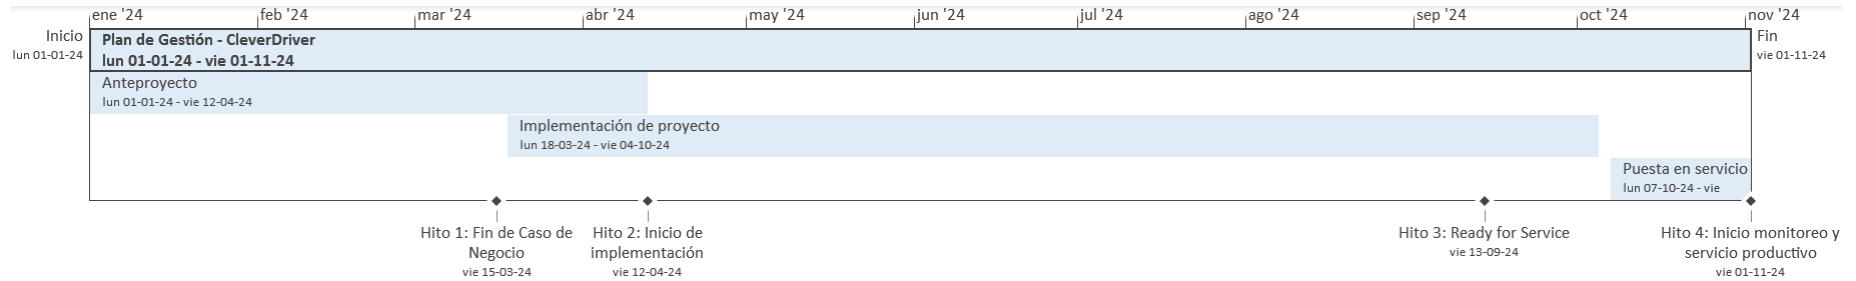 ene '24 feb '24 mar '24 abr '24 may '24 jun '24 jul '24 ago '24 sep '24 oct '24 nov '24
Inicio
lun 01-01-24
Plan de Gestión - CleverDriver
lun 01-01-24 - vie 01-11-24
Fin
vie 01-11-24
Anteproyecto
lun 01-01-24 - vie 12-04-24
Implementación de proyecto
lun 18-03-24 - vie 04-10-24
Puesta en servicio
lun 07-10-24 - vie
Hito 1: Fin de Caso de
Negocio
vie 15-03-24
Hito 2: Inicio de
implementación
vie 12-04-24
Hito 3: Ready for Service
vie 13-09-24
Hito 4: Inicio monitoreo y
servicio productivo
vie 01-11-24